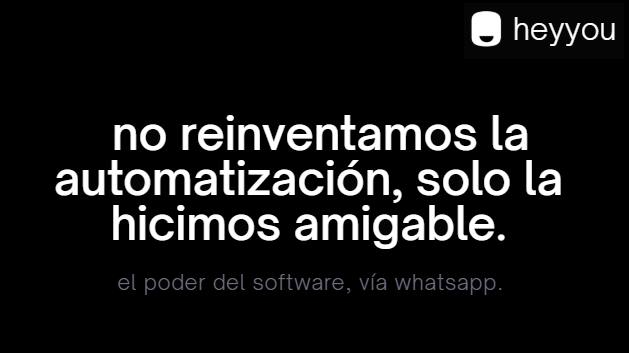 heyyou
no reinventamos la
automatización, solo la
hicimos amigable.
el poder del software, vía whatsapp.